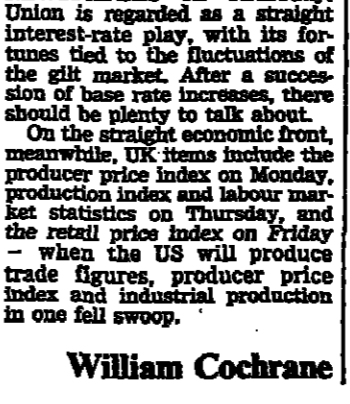 Union is regarded as a straight
interest-rate play, with its for-
tunes tied to the fluctuations of
the gilt market. After a succes-
sion of base rate increases, there
should be plenty to talk about.
On the straight economic front,
meanwhile, UK items include the
producer price index on Monday,
production index and labour mar-
ket statistics on Thursday, and
the retail price index on Friday
– when the US will produce
trade figures, producer price
index and industrial production
in one fell swoop.
William Cochrane